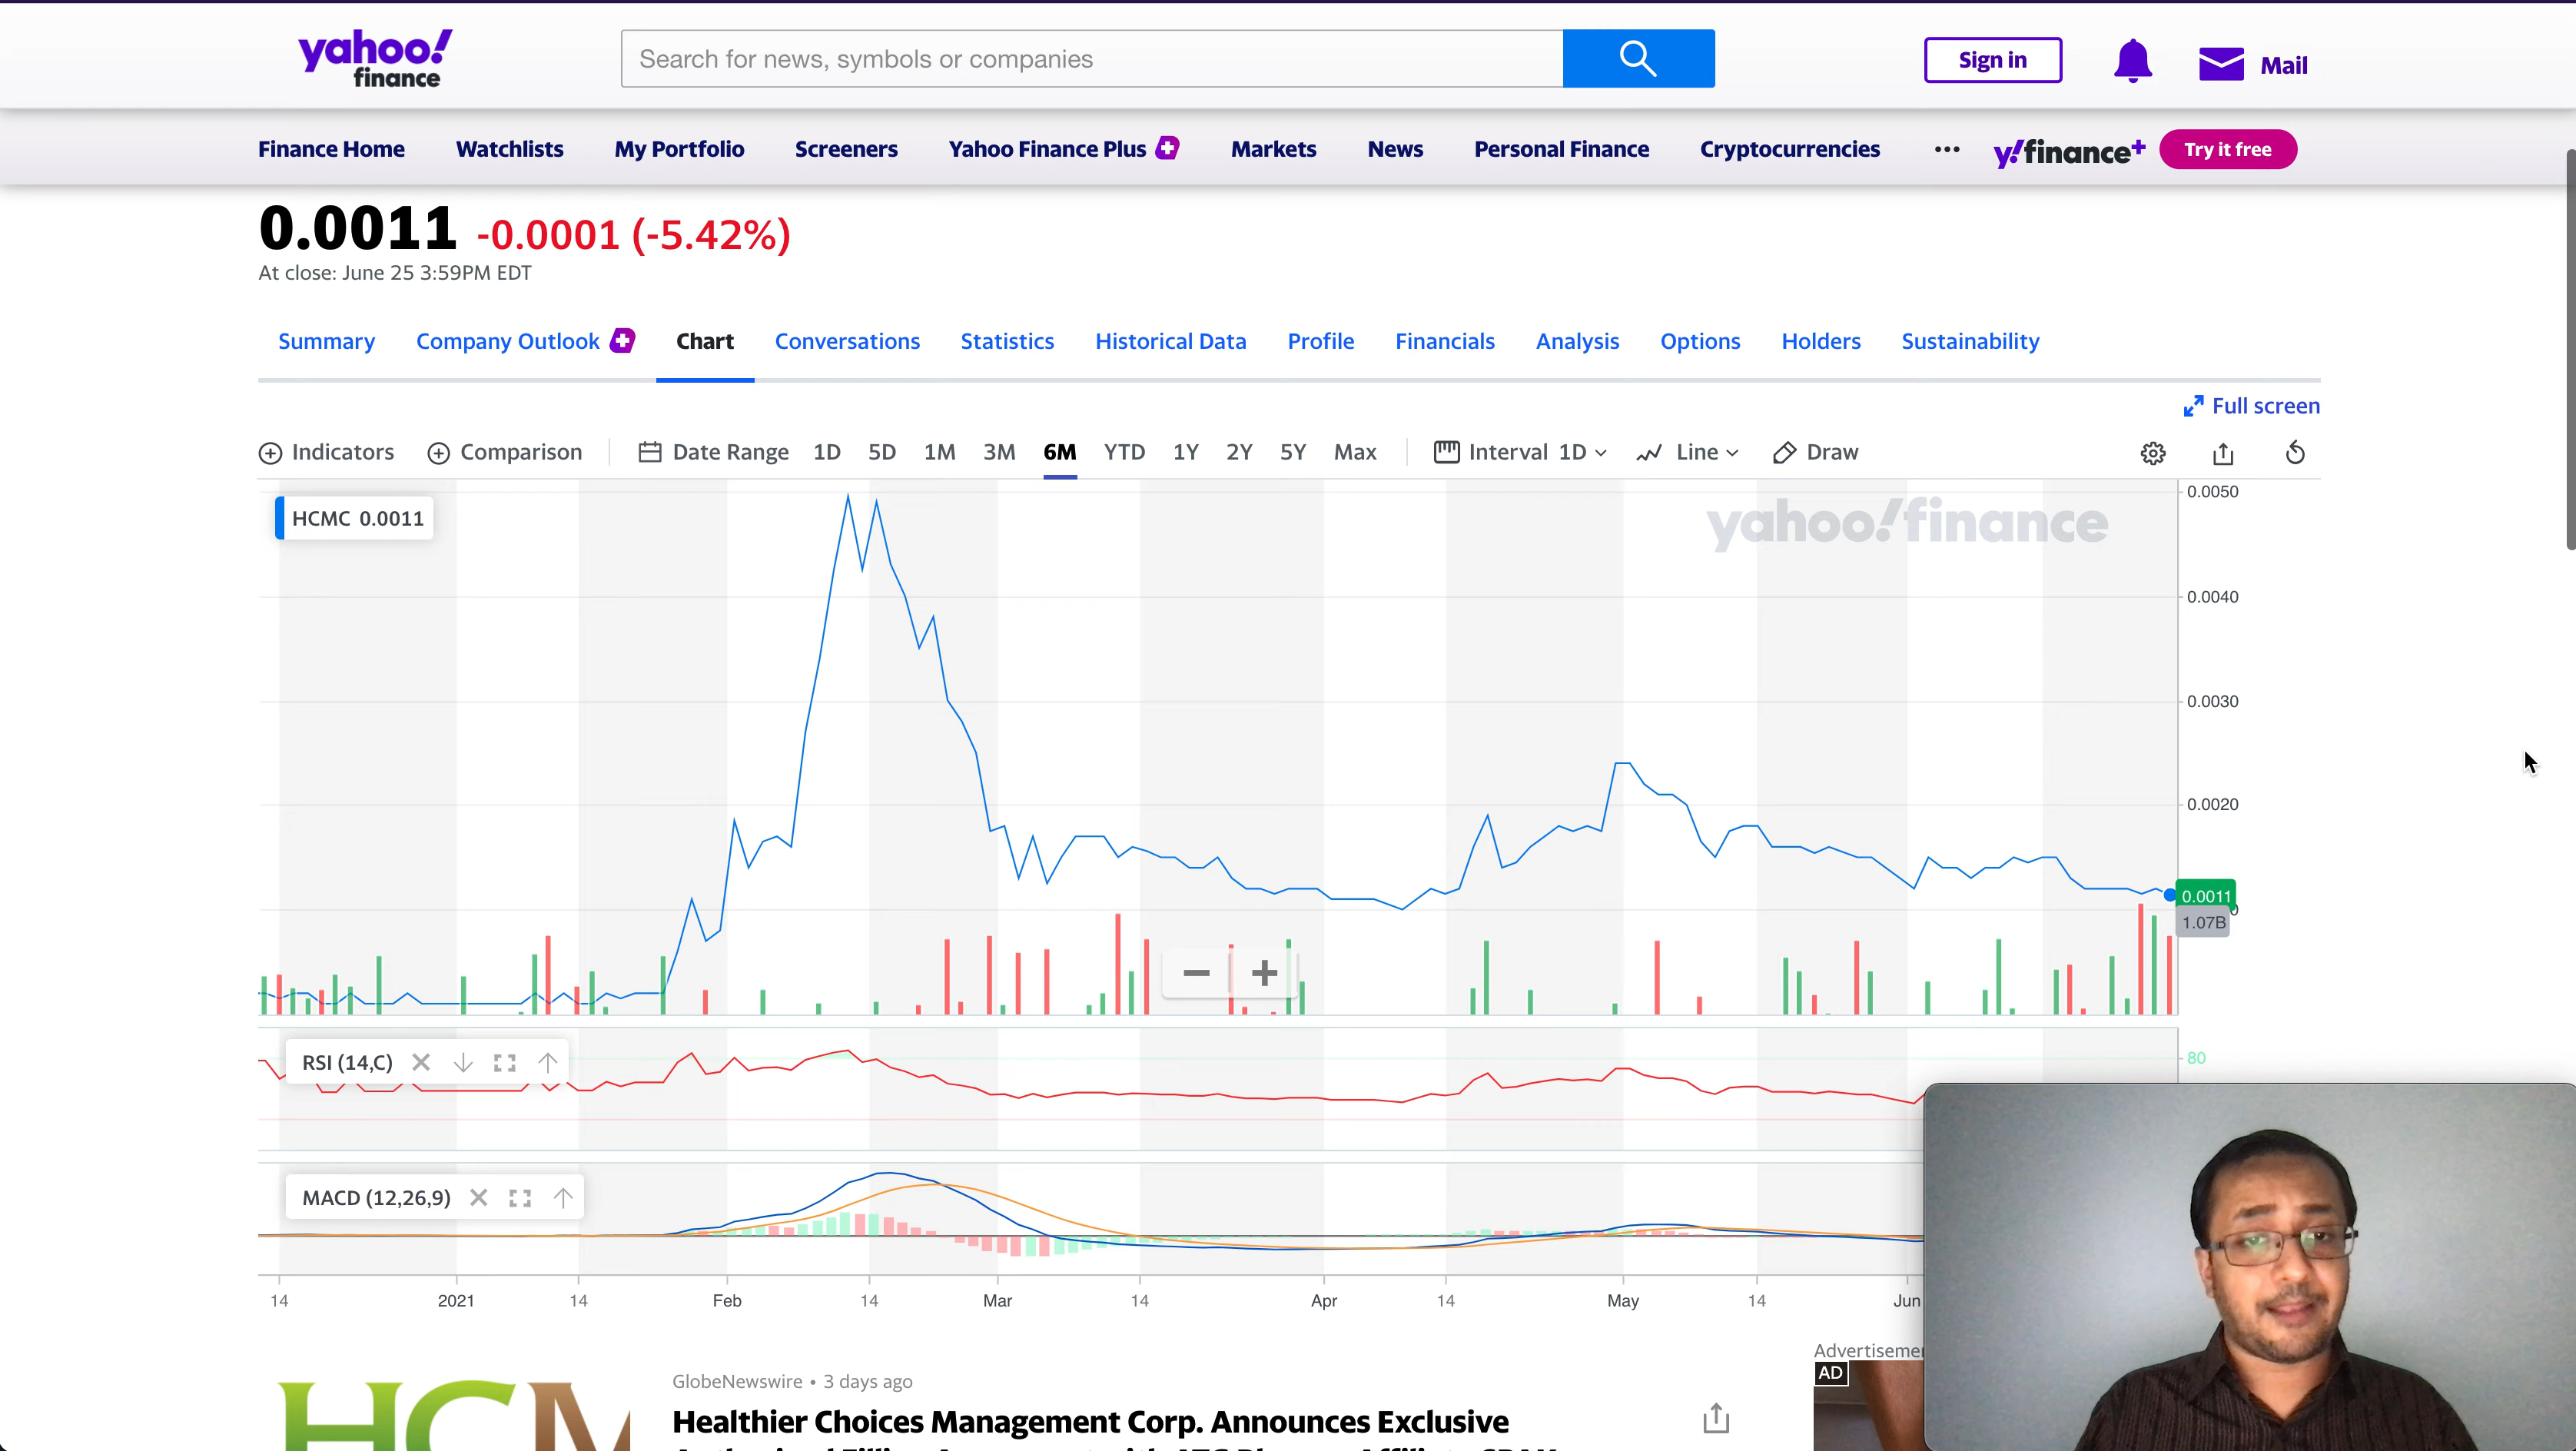 yahoo!
finance
Search for news, symbols or companies
Sign in
Mail
Finance Home Watchlists My Portfolio Screeners Yahoo Finance Plus Markets News Personal Finance Cryptocurrencies ••• y!finance+ Try it free
0.0011 -0.0001 (-5.42%)
At close: June 25 3:59PM EDT
Summary Company Outlook Chart Conversations Statistics Historical Data Profile Financials Analysis Options Holders Sustainability
Full screen
Indicators Comparison Date Range 1D 5D 1M 3M 6M YTD 1Y 2Y 5Y Max Interval 1D Line Draw
HCMC 0.0011
yahoo!finance
0.0050
0.0040
0.0030
0.0020
0.0011
1.07B
RSI (14,C)
80
MACD (12,26,9)
14 2021 14 Feb 14 Mar 14 Apr 14 May 14 Jun
Advertisemen
AD
HCM
GlobeNewswire • 3 days ago
Healthier Choices Management Corp. Announces Exclusive